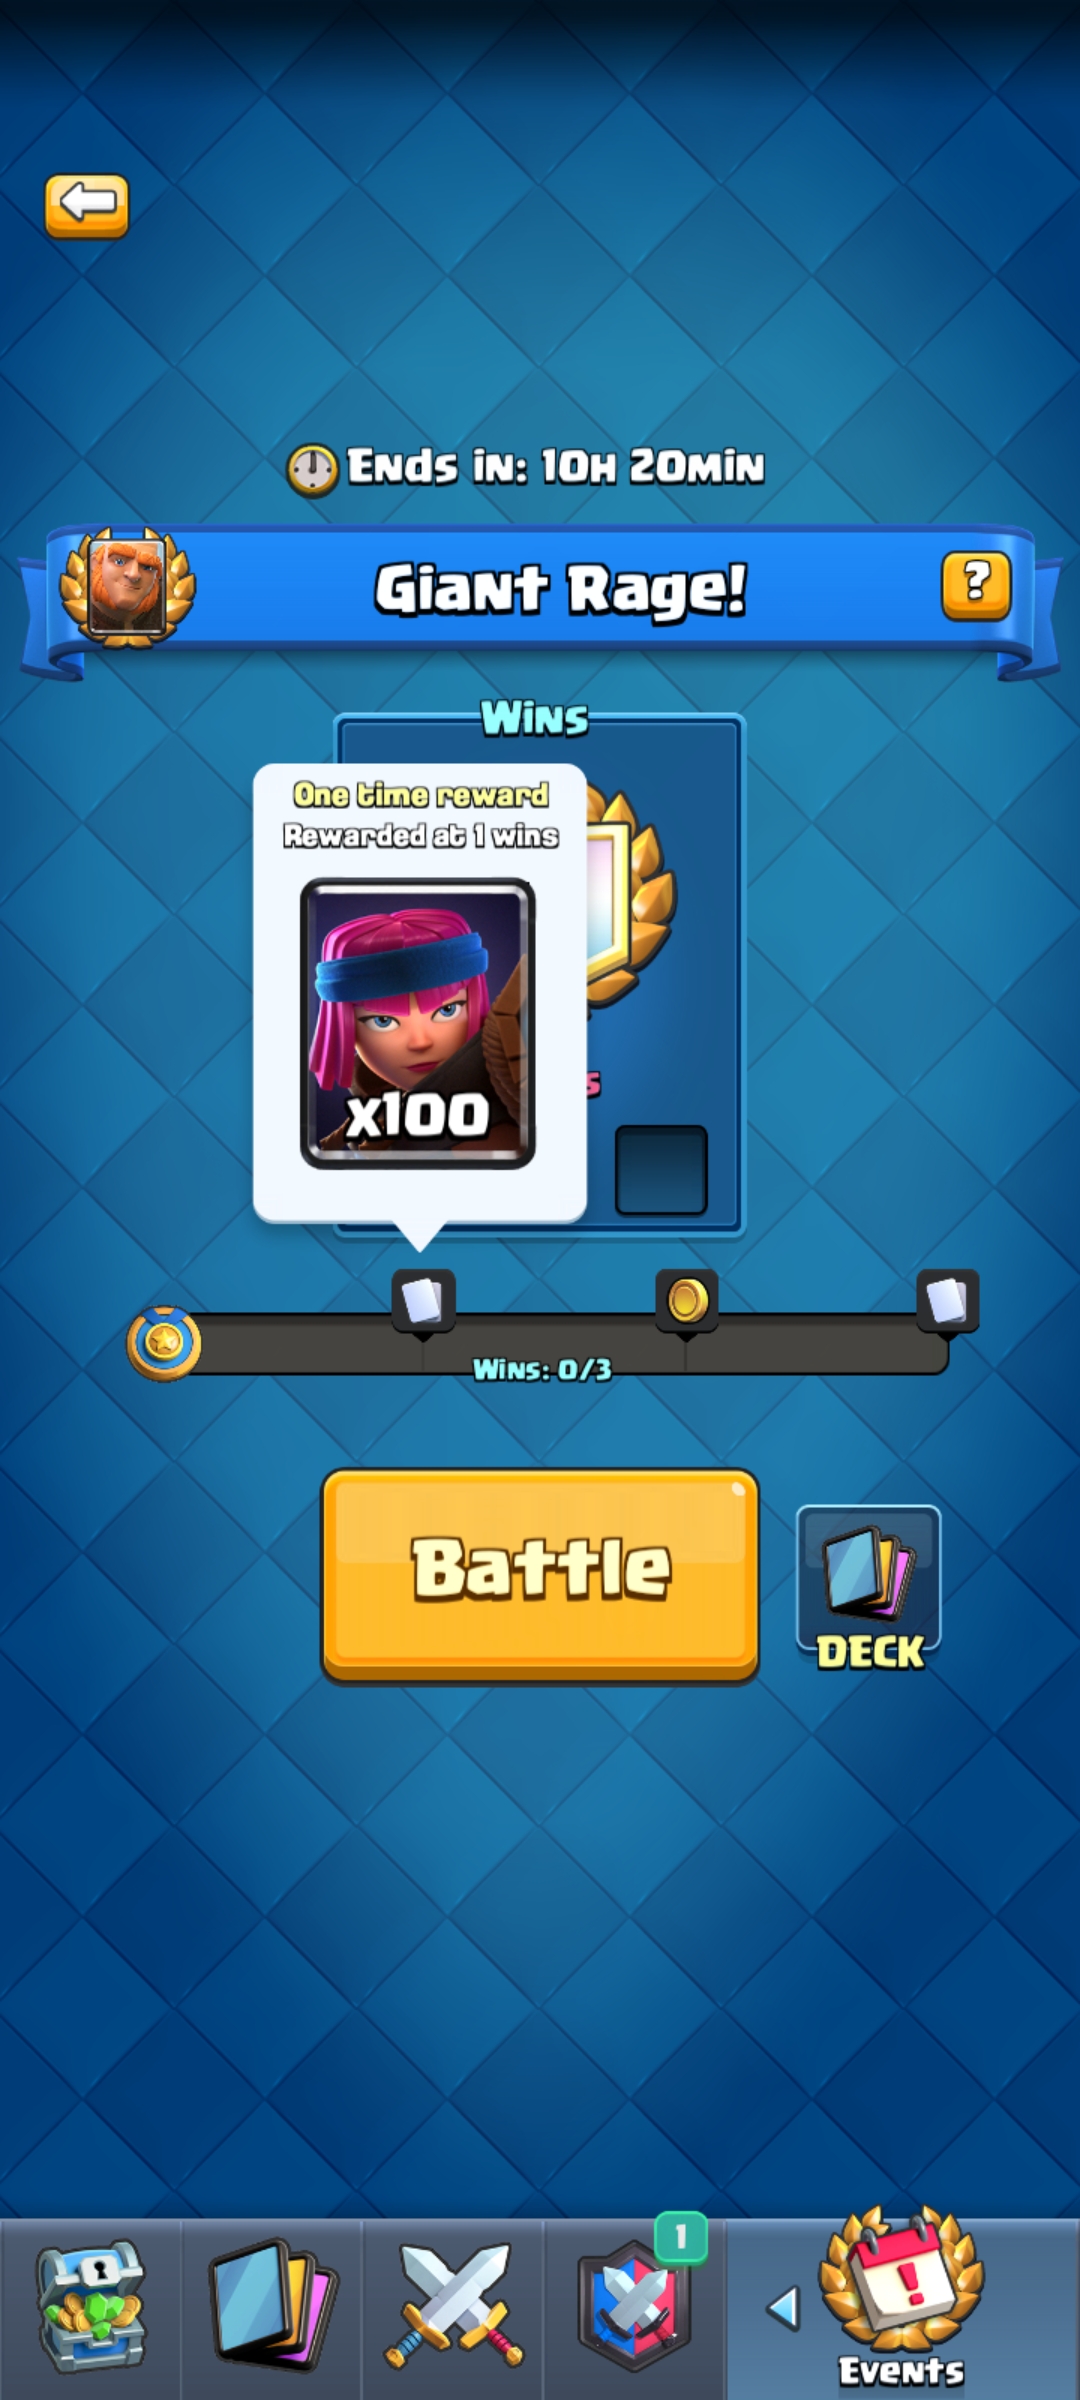 Ends in: 10h 20min
Giant Rage!
?
Wins
One time reward
Rewarded at 1 wins
x100
s
Wins: 0/3
Battle
DECK
1
!
Events